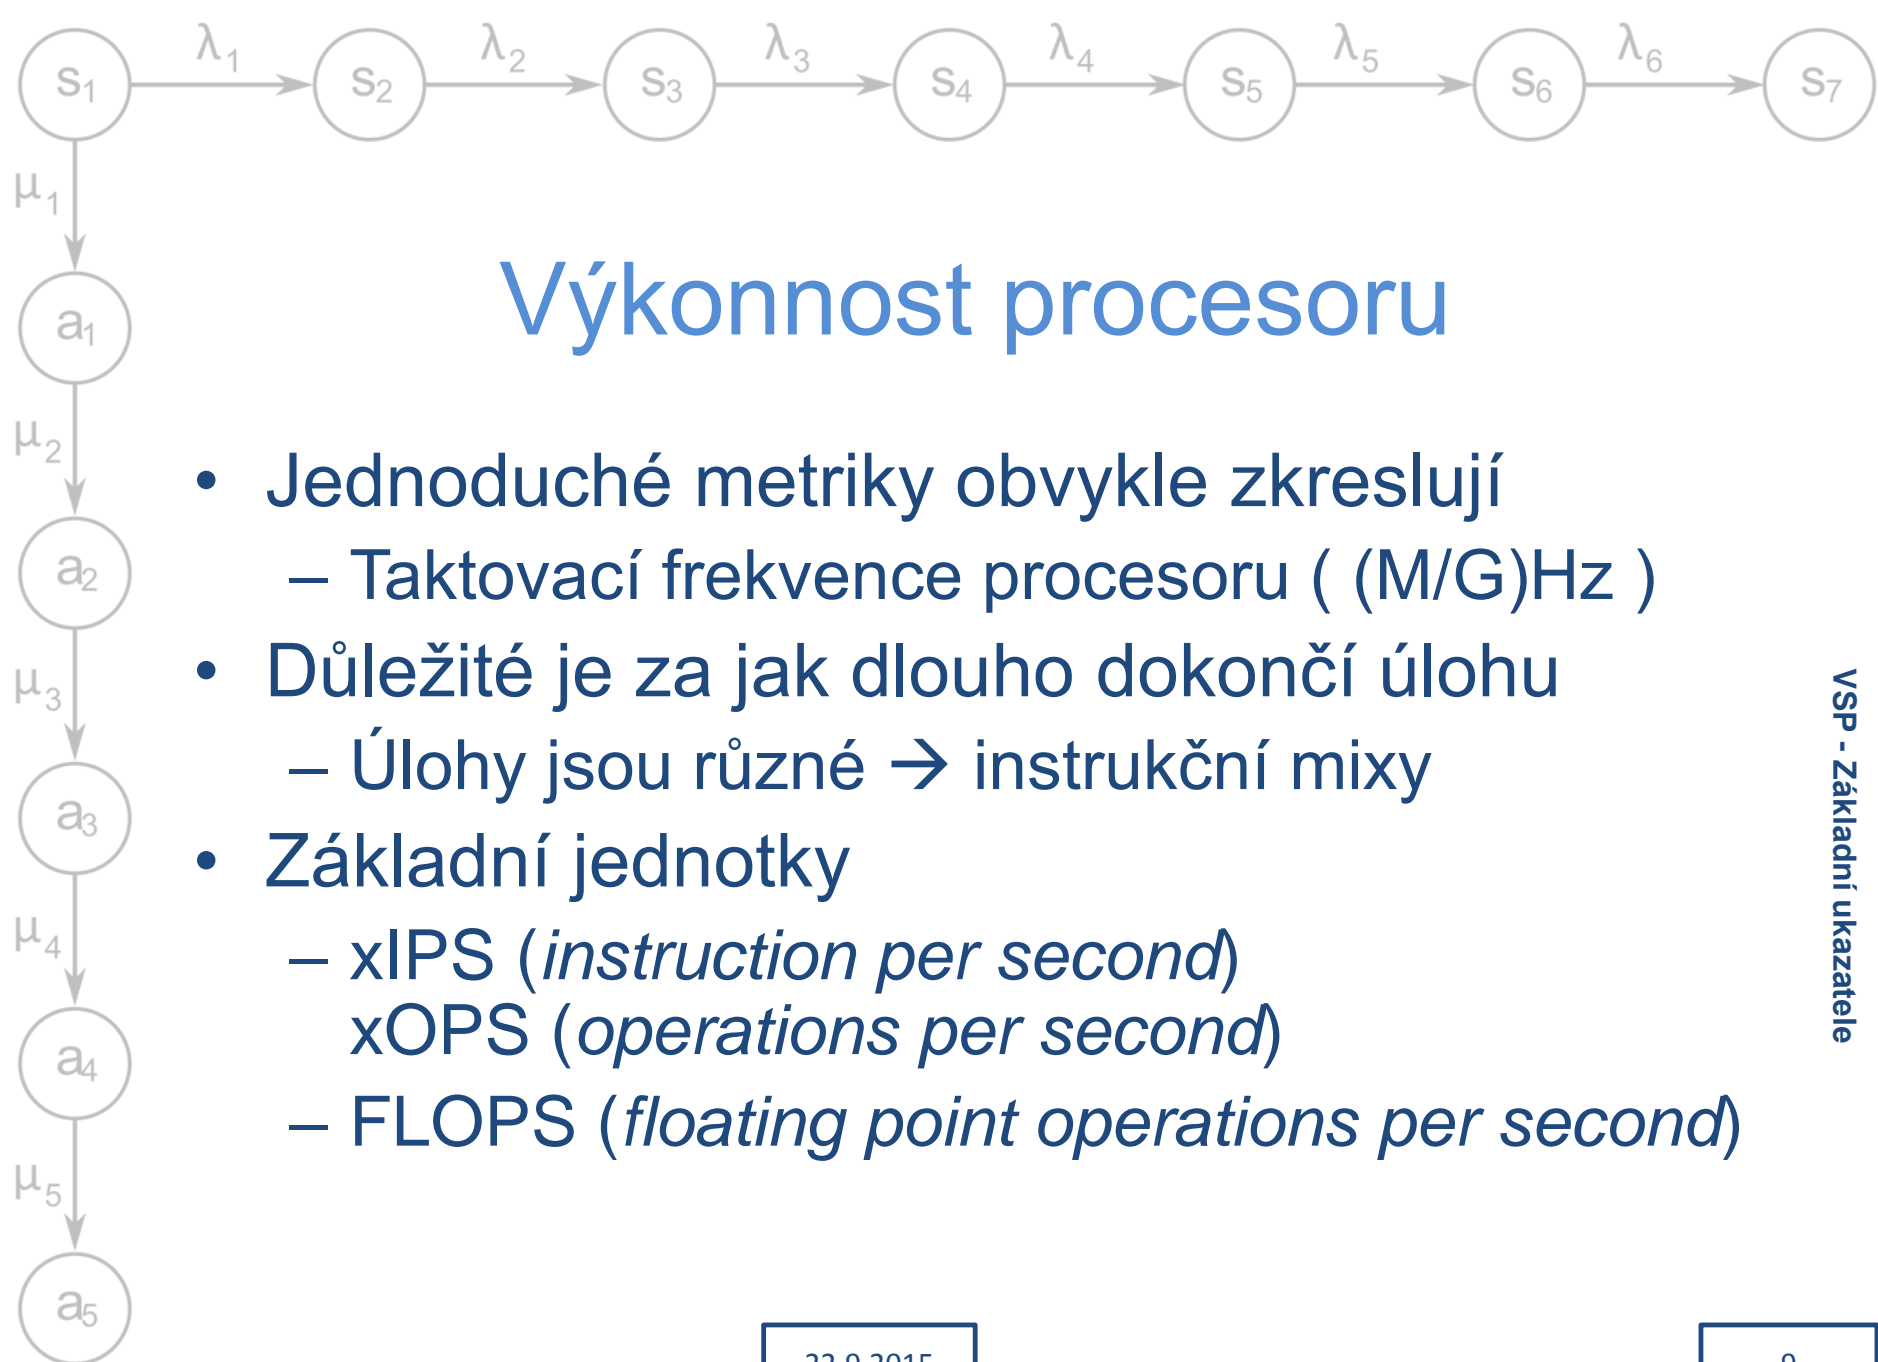 s1 λ1 s2 λ2 s3 λ3 s4 λ4 s5 λ5 s6 λ6 s7
μ1
a1
μ2
a2
μ3
a3
μ4
a4
μ5
a5
Výkonnost procesoru
• Jednoduché metriky obvykle zkreslují
– Taktovací frekvence procesoru ( (M/G)Hz )
• Důležité je za jak dlouho dokončí úlohu
– Úlohy jsou různé → instrukční mixy
• Základní jednotky
– xIPS (instruction per second)
xOPS (operations per second)
– FLOPS (floating point operations per second)
VSP - Základní ukazatele